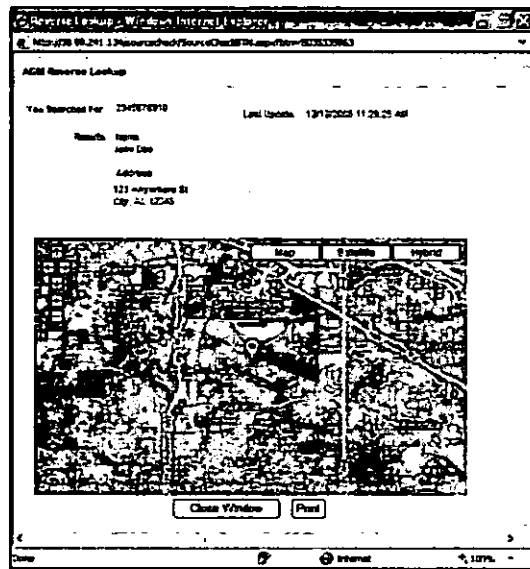 Reverse Lookup - Windows Internet Explorer
AGM Reverse Lookup
You Searched For 2345678910 Last Update 12/12/2008 11:29:25 AM
Results Name
John Doe
Address
123 Anywhere St
City, AL 12345
Map Satellite Hybrid
Close Window Print
Done Internet 100%